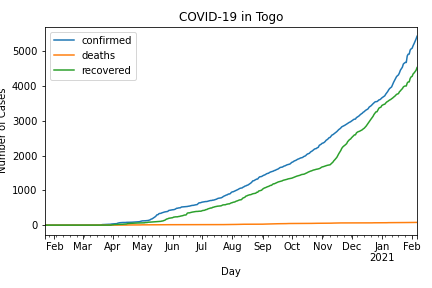 COVID-19 in Togo
confirmed
deaths
recovered
5000
4000
3000
2000
1000
0
Number of Cases
Feb Mar Apr May Jun Jul Aug Sep Oct Nov Dec Jan Feb
2021
Day